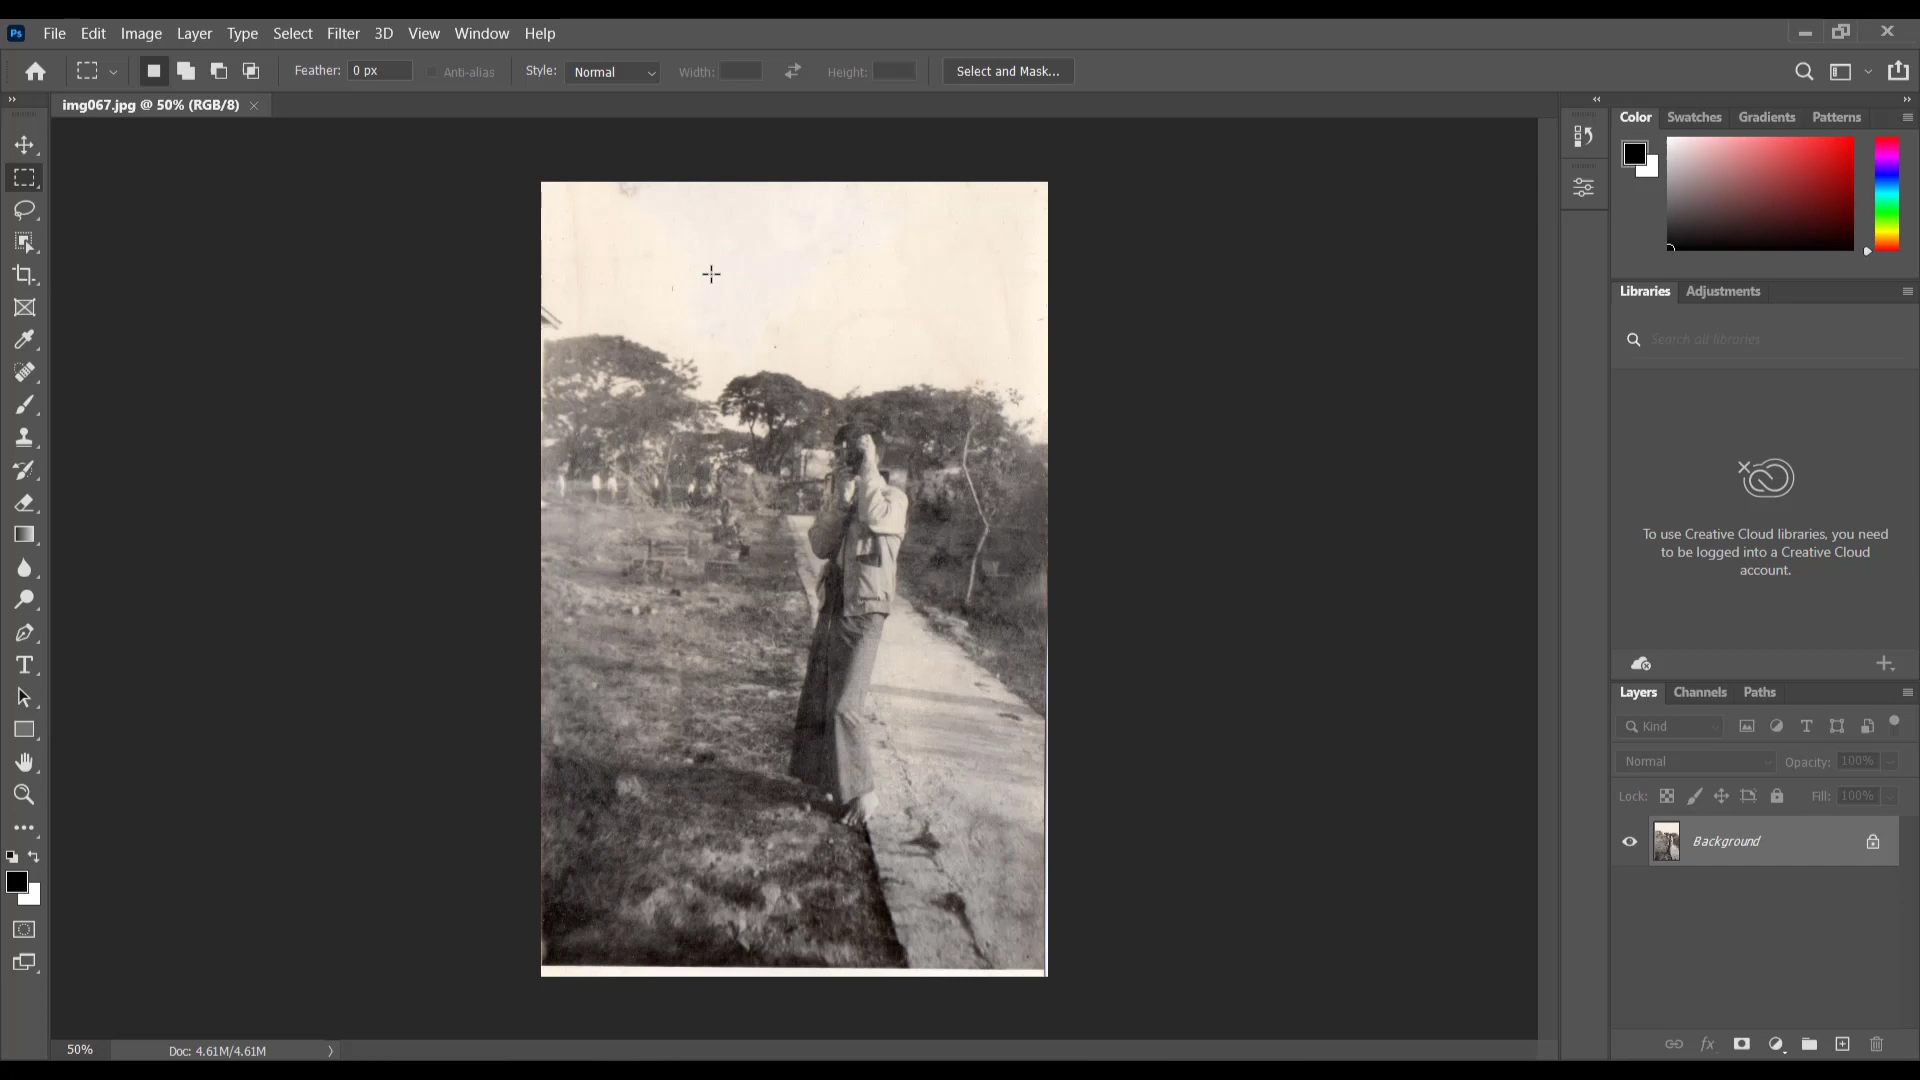 Ps File Edit Image Layer Type Select Filter 3D View Window Help
Feather: 0 px Anti-alias Style: Normal Width: Height: Select and Mask...
img067.jpg @ 50% (RGB/8)
Color Swatches Gradients Patterns
Libraries Adjustments
Search all libraries
To use Creative Cloud libraries, you need
to be logged into a Creative Cloud
account.
Layers Channels Paths
Kind
Normal Opacity: 100%
Lock: Fill: 100%
Background
50% Doc: 4.61M/4.61M